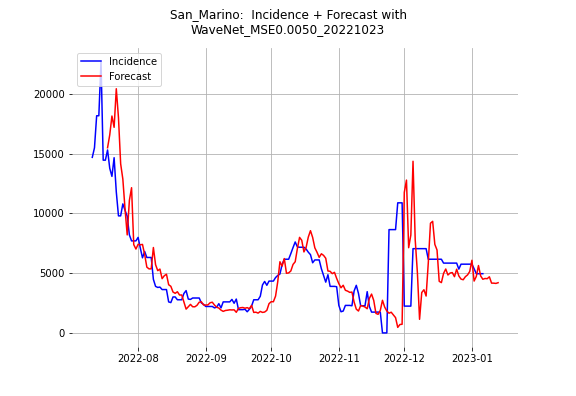 San_Marino:  Incidence + Forecast with
WaveNet_MSE0.0050_20221023
Incidence
Forecast
20000
15000
10000
5000
0
2022-08
2022-09
2022-10
2022-11
2022-12
2023-01